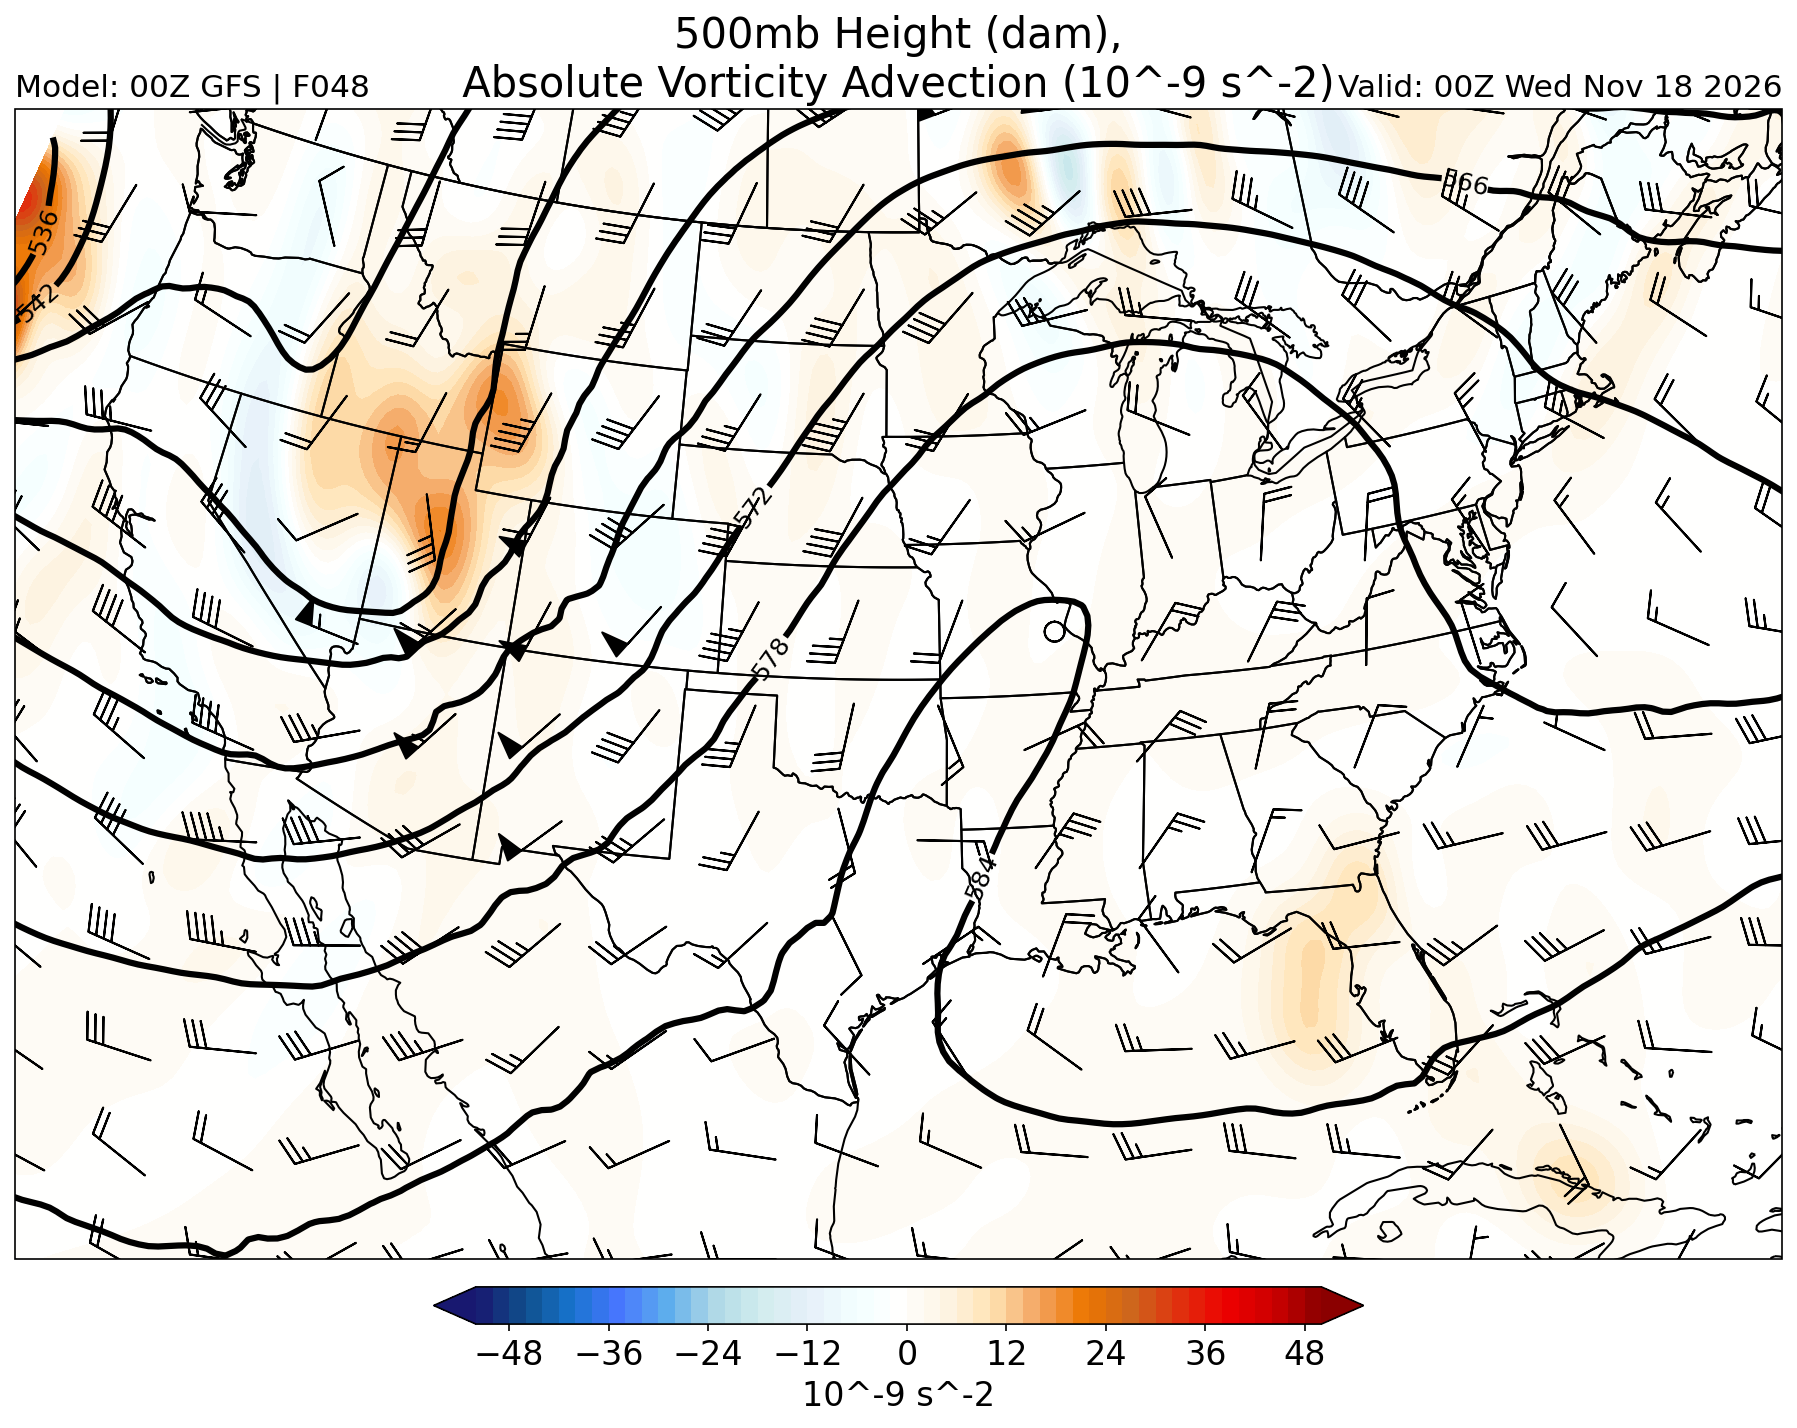 500mb Height (dam),
Model: 00Z GFS | F048
Absolute Vorticity Advection (10^-9 s^-2)
Valid: 00Z Wed Nov 18 2026
566
536
542
572
578
584
−48 −36 −24 −12 0 12 24 36 48
10^-9 s^-2